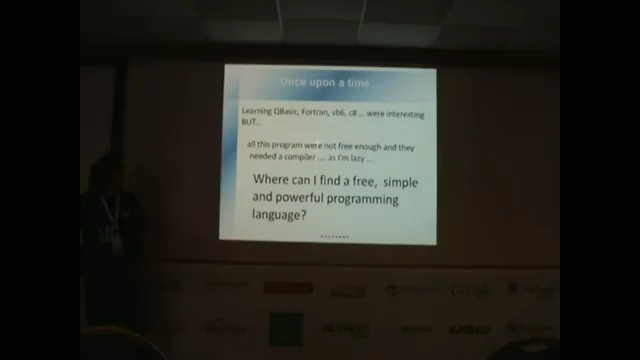 Once upon a time...
Learning QBasic, Fortran, vb6, c# ... were interesting
BUT...
all this program were not free enough and they
needed a compiler .... as I'm lazy ....
Where can I find a free, simple
and powerful programming
language?
........
Google